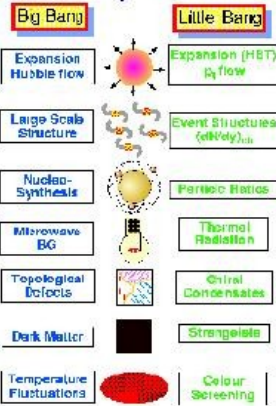 Big Bang
Little Bang
Expansion
Hubble flow
Expansion (HBT)
pt flow
Large Scale
Structure
Event Structures
(dN/dy)ch
Nucleo-
Synthesis
Particle Ratios
Microwave
BG
Thermal
Radiation
Topological
Defects
Chiral
Condensates
Dark Matter
Strangelets
Temperature
Fluctuations
Colour
Screening